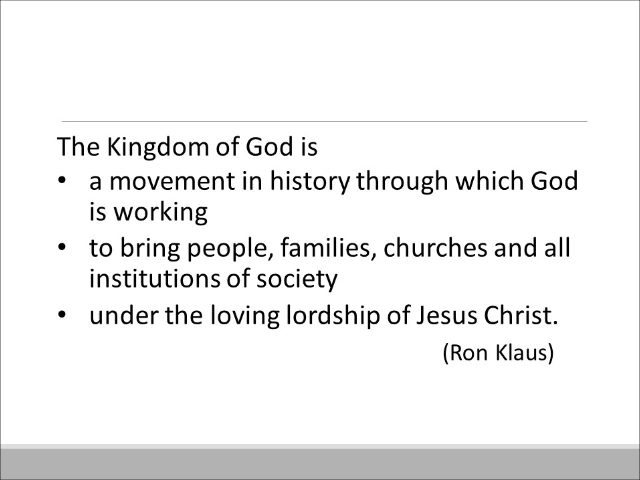 The Kingdom of God is
• a movement in history through which God
is working
• to bring people, families, churches and all
institutions of society
• under the loving lordship of Jesus Christ.
(Ron Klaus)